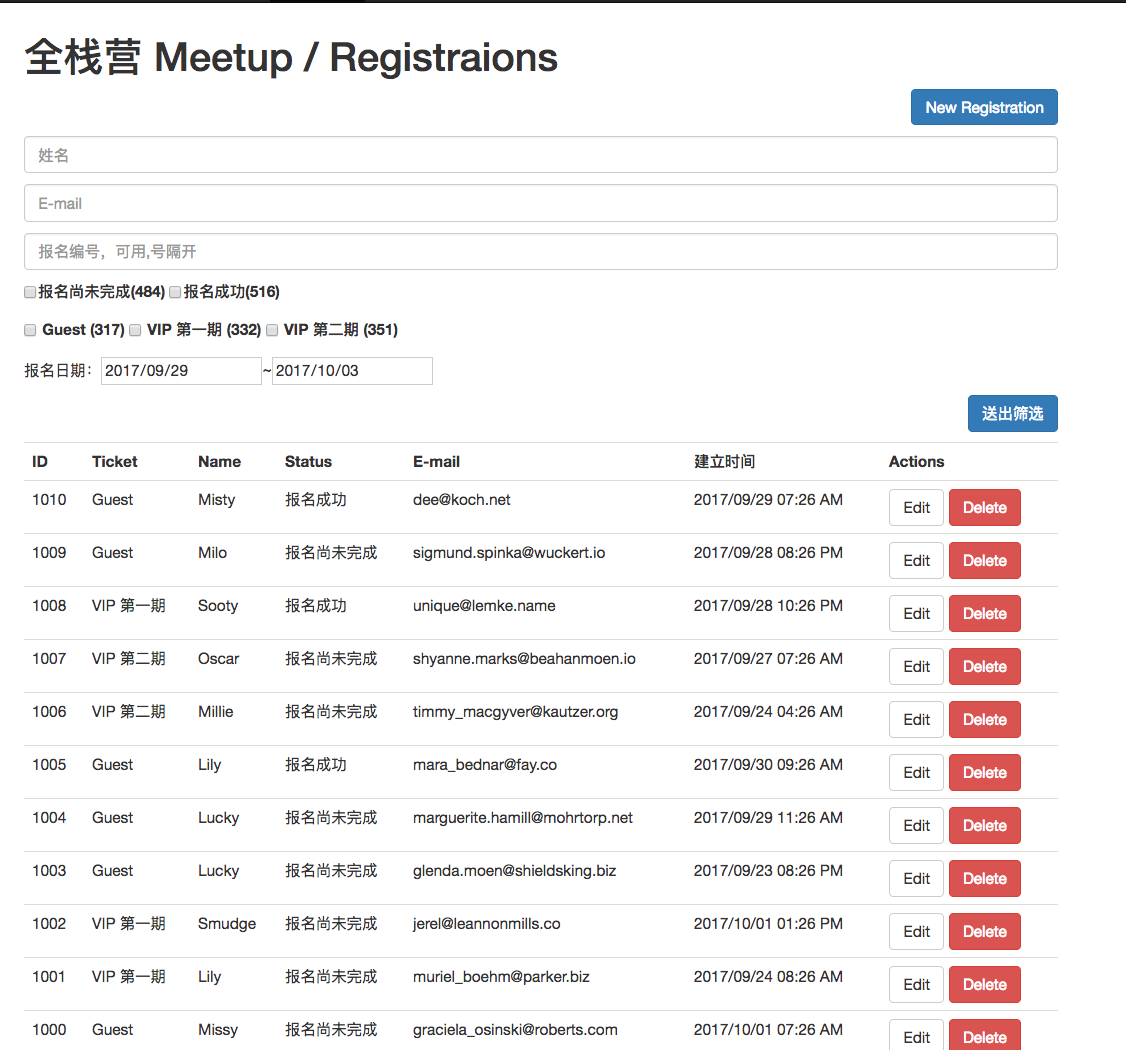 全栈营 Meetup / Registraions
New Registration
姓名
E-mail
报名编号，可用,号隔开
报名尚未完成(484) 报名成功(516)
Guest (317) VIP 第一期 (332) VIP 第二期 (351)
报名日期： 2017/09/29 ~ 2017/10/03
送出筛选
ID Ticket Name Status E-mail 建立时间 Actions
1010 Guest Misty 报名成功 dee@koch.net 2017/09/29 07:26 AM Edit Delete
1009 Guest Milo 报名尚未完成 sigmund.spinka@wuckert.io 2017/09/28 08:26 PM Edit Delete
1008 VIP 第一期 Sooty 报名成功 unique@lemke.name 2017/09/28 10:26 PM Edit Delete
1007 VIP 第二期 Oscar 报名尚未完成 shyanne.marks@beahanmoen.io 2017/09/27 07:26 AM Edit Delete
1006 VIP 第二期 Millie 报名尚未完成 timmy_macgyver@kautzer.org 2017/09/24 04:26 AM Edit Delete
1005 Guest Lily 报名成功 mara_bednar@fay.co 2017/09/30 09:26 AM Edit Delete
1004 Guest Lucky 报名尚未完成 marguerite.hamill@mohrtorp.net 2017/09/29 11:26 AM Edit Delete
1003 Guest Lucky 报名尚未完成 glenda.moen@shieldsking.biz 2017/09/23 08:26 PM Edit Delete
1002 VIP 第一期 Smudge 报名尚未完成 jerel@leannonmills.co 2017/10/01 01:26 PM Edit Delete
1001 VIP 第一期 Lily 报名尚未完成 muriel_boehm@parker.biz 2017/09/24 08:26 AM Edit Delete
1000 Guest Missy 报名尚未完成 graciela_osinski@roberts.com 2017/10/01 07:26 AM Edit Delete